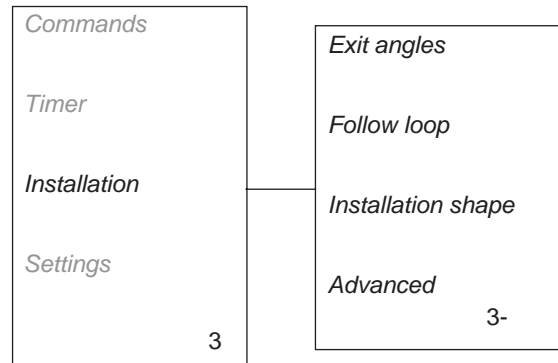 Commands
Timer
Installation
Settings
3
Exit angles
Follow loop
Installation shape
Advanced
3-